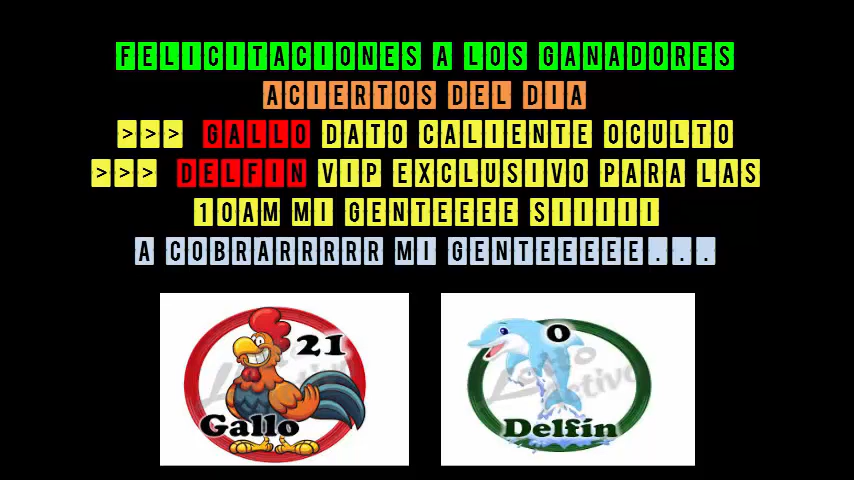 FELICITACIONES A LOS GANADORES
ACIERTOS DEL DIA
>>> GALLO DATO CALIENTE OCULTO
>>> DELFIN VIP EXCLUSIVO PARA LAS
10AM MI GENTEEEE SIIIII
A COBRARRRRR MI GENTEEEEE...
21
Gallo
0
Delfín